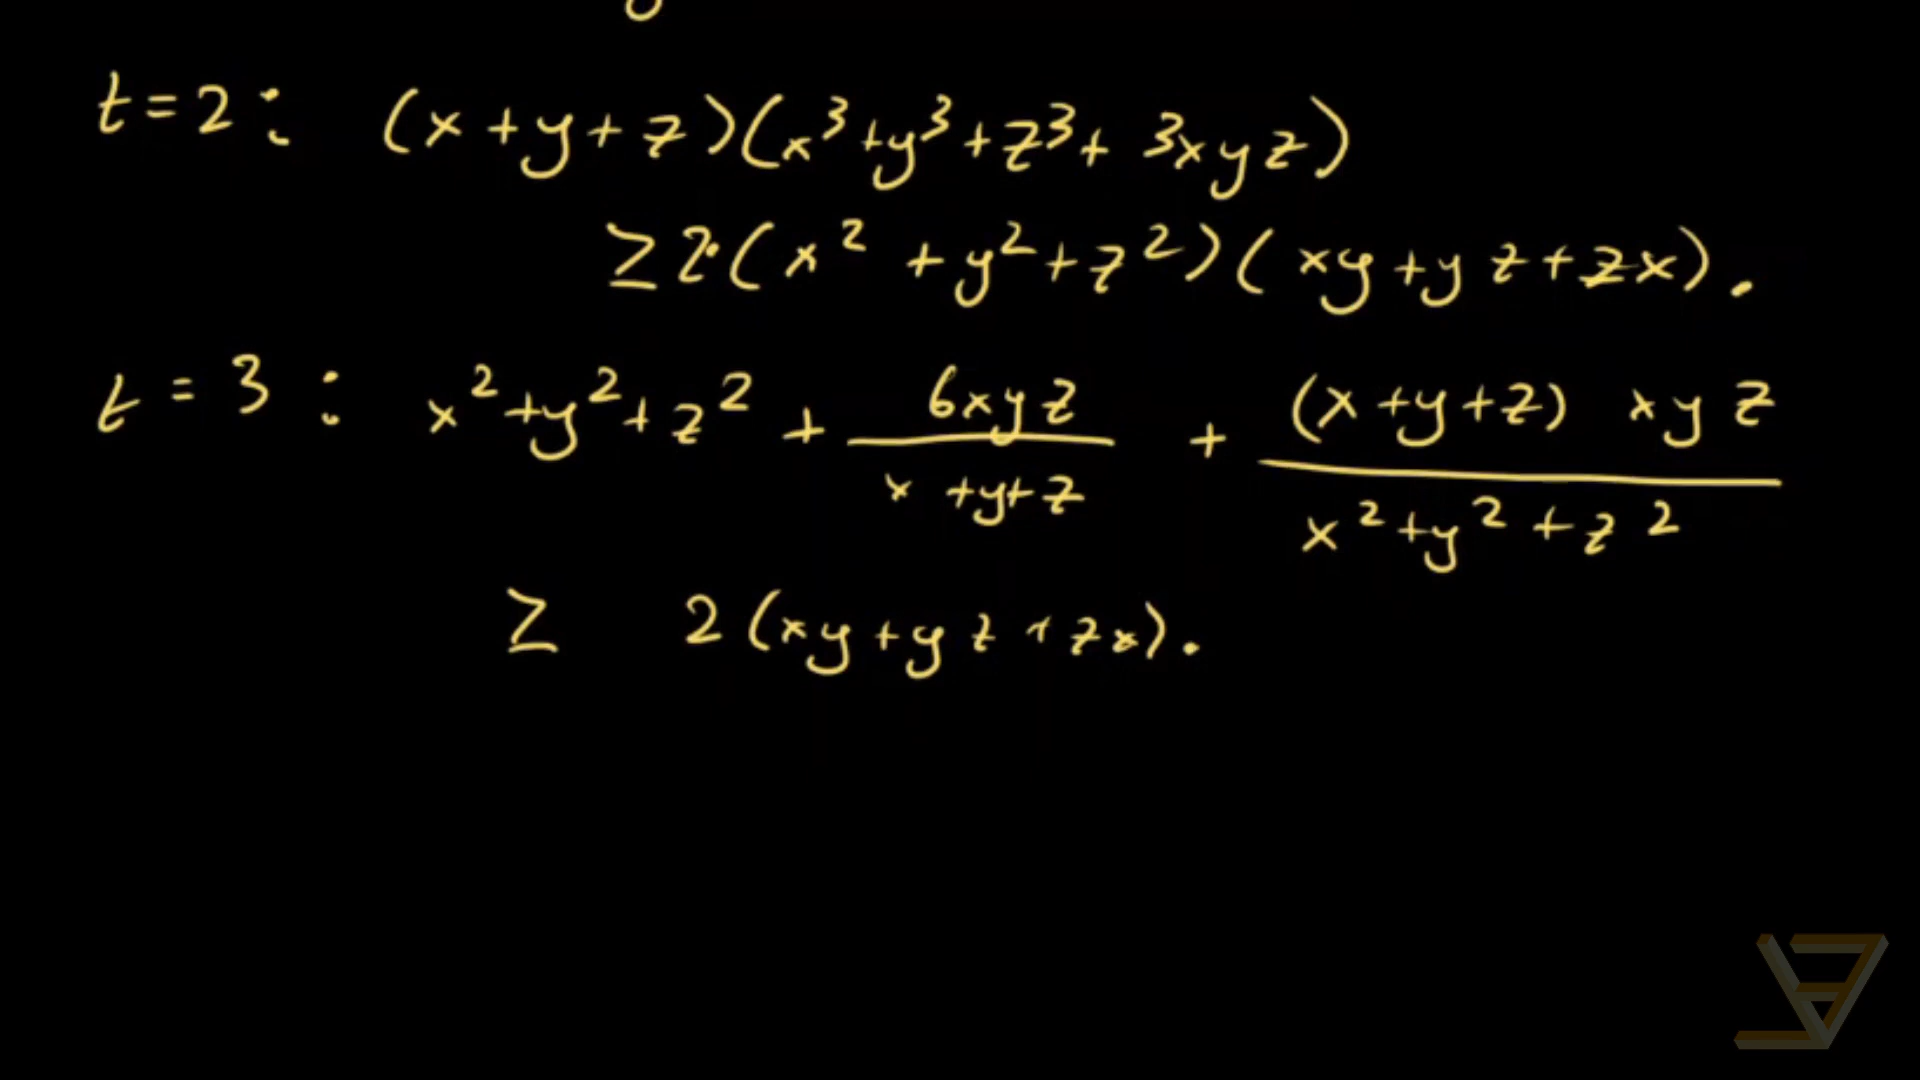 t=2: (x+y+z)(x³+y³+z³+ 3xyz)
≥2·(x²+y²+z²)(xy+yz+zx).
t=3: x²+y²+z² + 6xyz/(x+y+z) + (x+y+z)xyz/(x²+y²+z²)
≥ 2(xy+yz+zx).